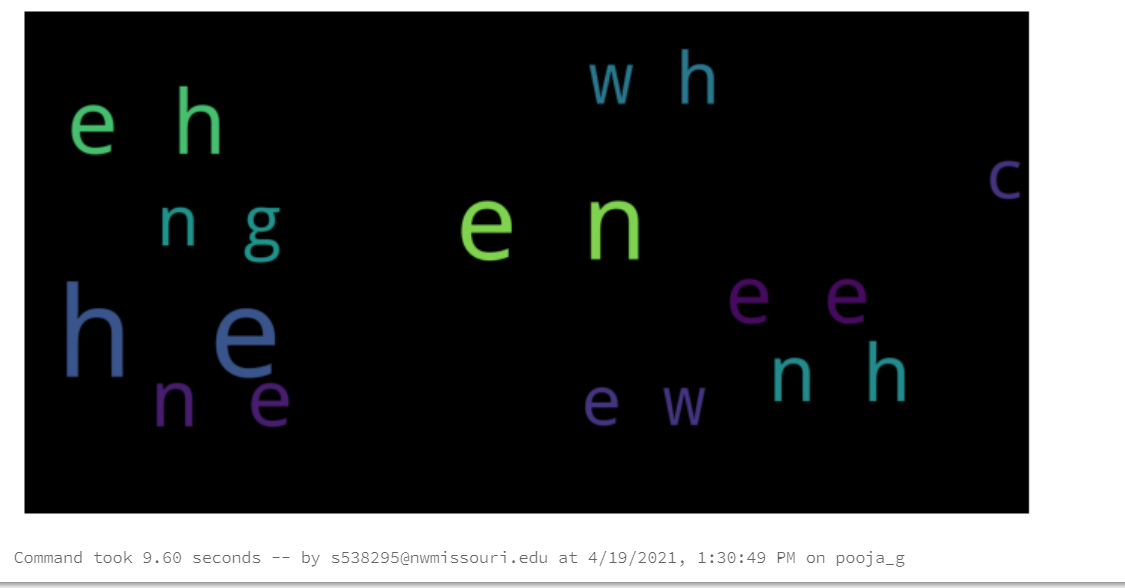 w h
e h
c
n g
e n
e e
h e
n h
n e
e w
Command took 9.60 seconds -- by s538295@nwmissouri.edu at 4/19/2021, 1:30:49 PM on pooja_g